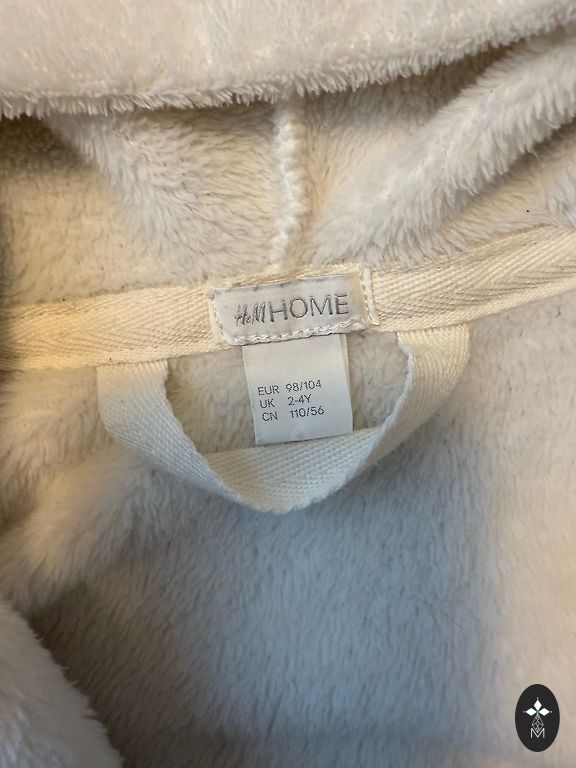 H&M HOME
EUR 98/104
UK 2-4Y
CN 110/56